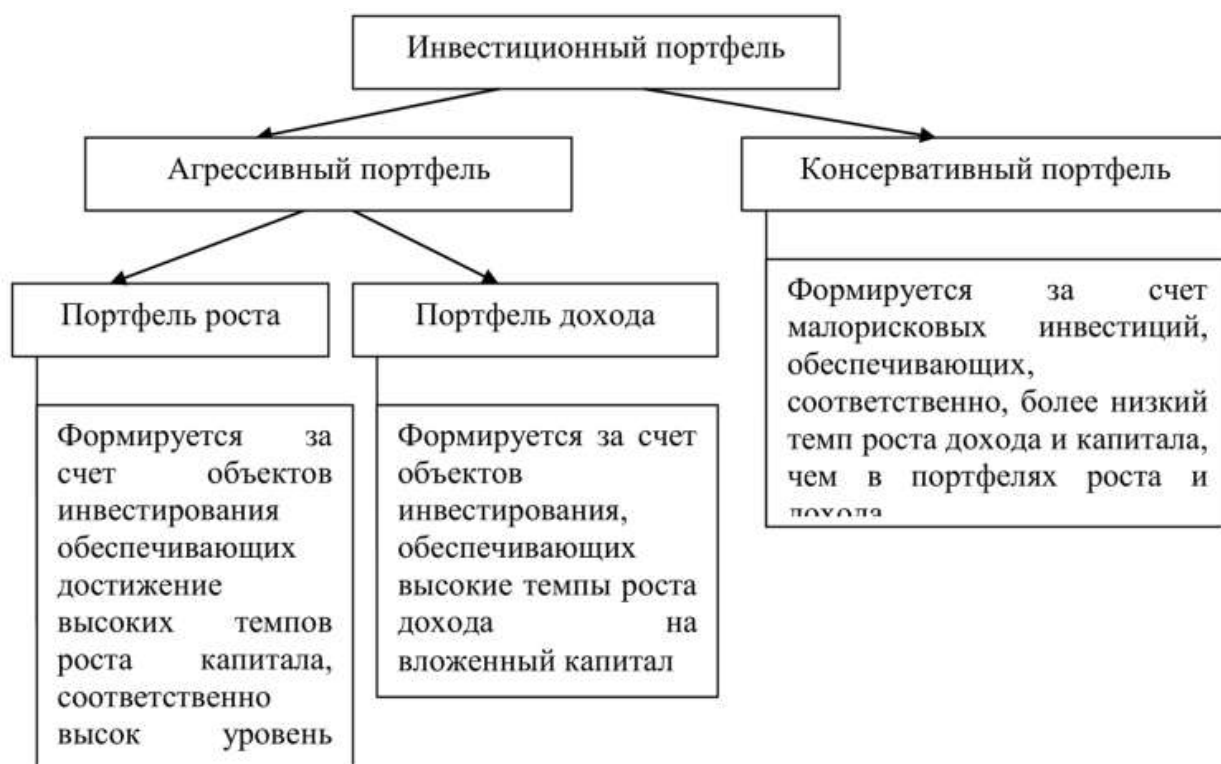 Инвестиционный портфель
Агрессивный портфель
Консервативный портфель
Портфель роста
Портфель дохода
Формируется за счет
малорисковых инвестиций,
обеспечивающих,
соответственно, более низкий
темп роста дохода и капитала,
чем в портфелях роста и
дохода
Формируется за
счет объектов
инвестирования
обеспечивающих
достижение
высоких темпов
роста капитала,
соответственно
высок уровень
Формируется за счет
объектов
инвестирования,
обеспечивающих
высокие темпы роста
дохода на
вложенный капитал